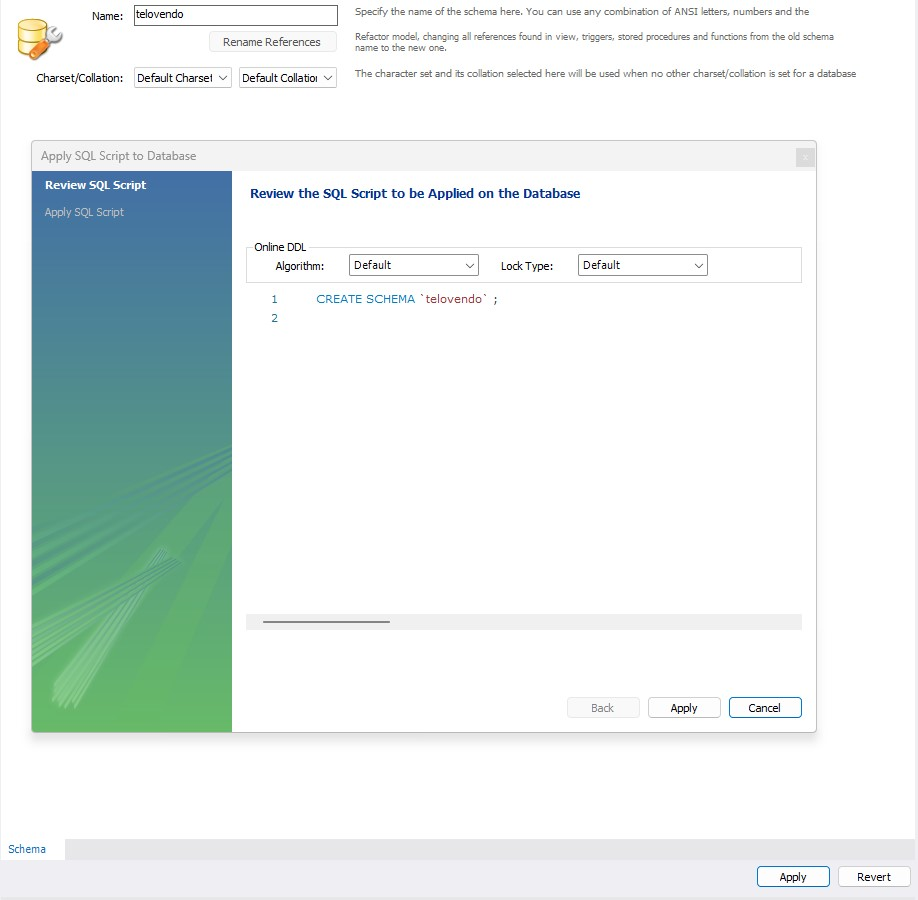 Name: telovendo Specify the name of the schema here. You can use any combination of ANSI letters, numbers and the
Rename References Refactor model, changing all references found in view, triggers, stored procedures and functions from the old schema
name to the new one.
Charset/Collation: Default Charset Default Collation The character set and its collation selected here will be used when no other charset/collation is set for a database
Apply SQL Script to Database x
Review SQL Script
Apply SQL Script
Review the SQL Script to be Applied on the Database
Online DDL
Algorithm: Default Lock Type: Default
1 CREATE SCHEMA `telovendo` ;
2
Back Apply Cancel
Schema
Apply Revert